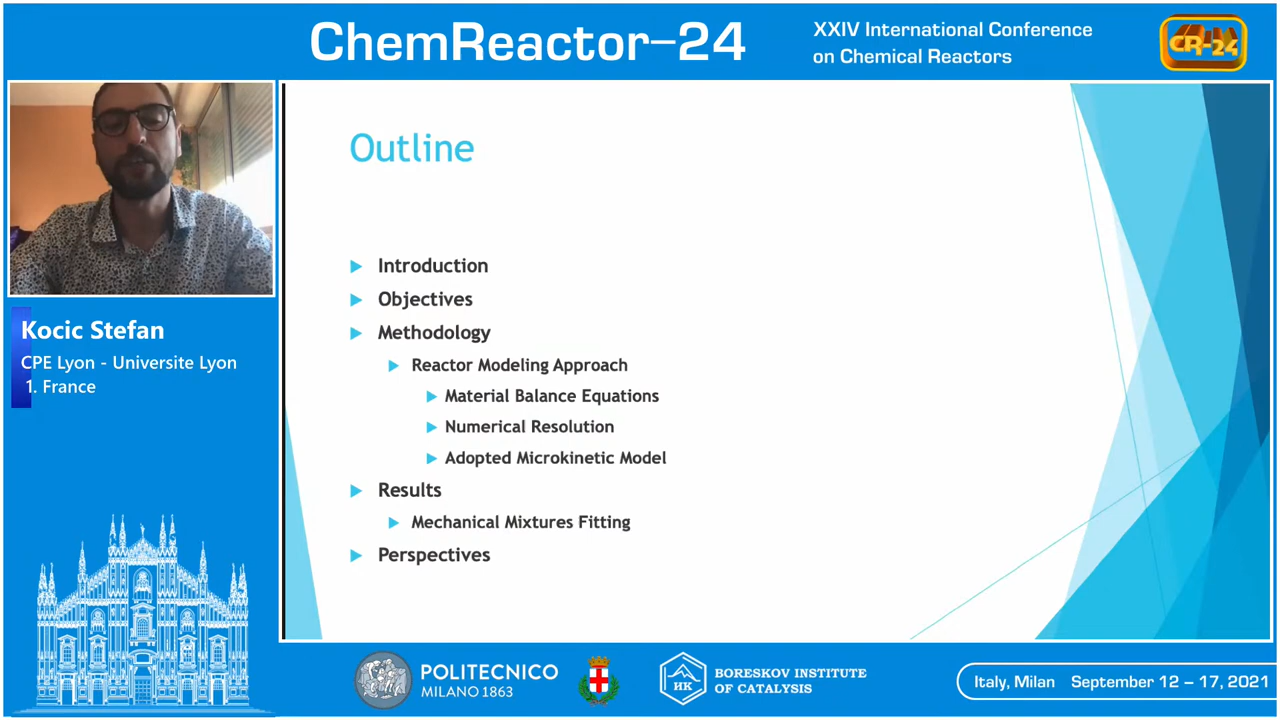 ChemReactor–24
XXIV International Conference
on Chemical Reactors
CR-24
Kocic Stefan
CPE Lyon - Universite Lyon
1. France
Outline
Introduction
Objectives
Methodology
Reactor Modeling Approach
Material Balance Equations
Numerical Resolution
Adopted Microkinetic Model
Results
Mechanical Mixtures Fitting
Perspectives
POLITECNICO
MILANO 1863
НК
BORESKOV INSTITUTE
OF CATALYSIS
Italy, Milan September 12 – 17, 2021